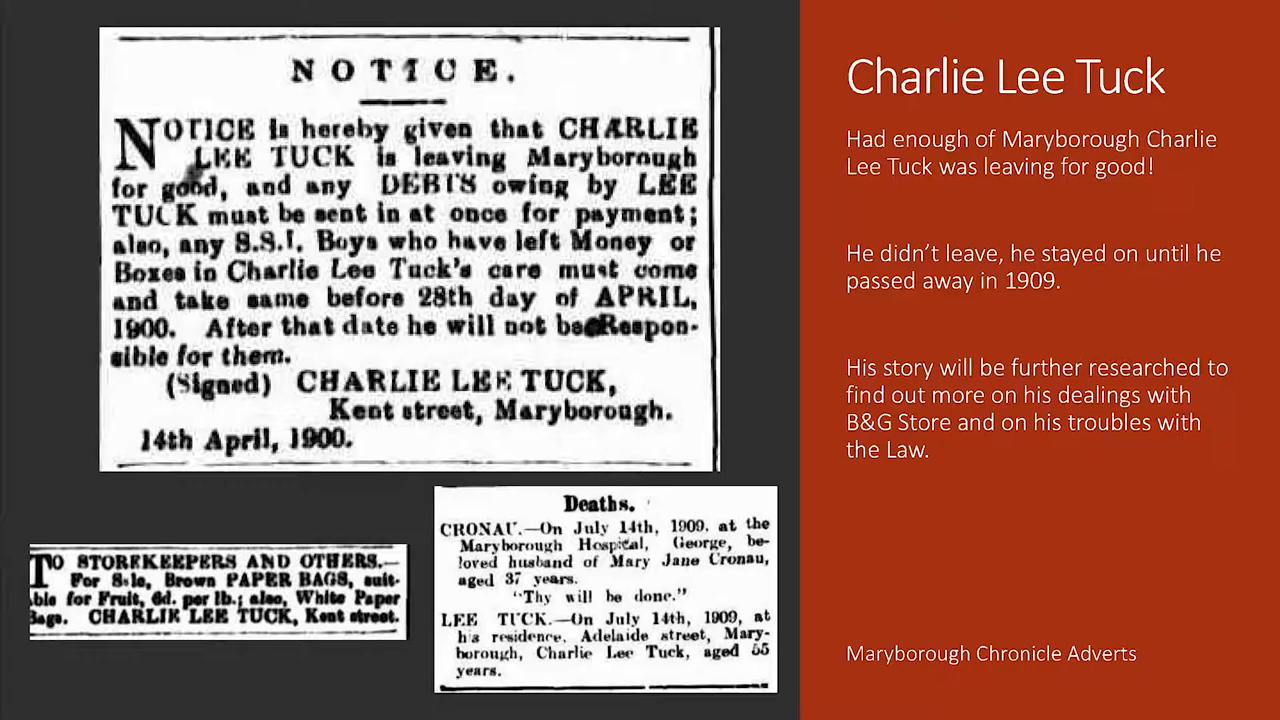 NOTICE.
NOTICE is hereby given that CHARLIE
LEE TUCK is leaving Maryborough
for good, and any DEBTS owing by LEE
TUCK must be sent in at once for payment;
also, any S.S.I. Boys who have left Money or
Boxes in Charlie Lee Tuck's care must come
and take same before 28th day of APRIL,
1900. After that date he will not be Respon-
sible for them.
(Signed) CHARLIE LEE TUCK,
Kent street, Maryborough.
14th April, 1900.
TO STOREKEEPERS AND OTHERS.—
For Sale, Brown PAPER BAGS, suit-
able for Fruit, 6d. per lb.; also, White Paper
Bags. CHARLIE LEE TUCK, Kent street.
Deaths.
CRONAU.—On July 14th, 1909, at the
Maryborough Hospital, George, be-
loved husband of Mary Jane Cronau,
aged 37 years.
"Thy will be done."
LEE TUCK.—On July 14th, 1909, at
his residence, Adelaide street, Mary-
borough, Charlie Lee Tuck, aged 55
years.
Charlie Lee Tuck
Had enough of Maryborough Charlie
Lee Tuck was leaving for good!
He didn't leave, he stayed on until he
passed away in 1909.
His story will be further researched to
find out more on his dealings with
B&G Store and on his troubles with
the Law.
Maryborough Chronicle Adverts